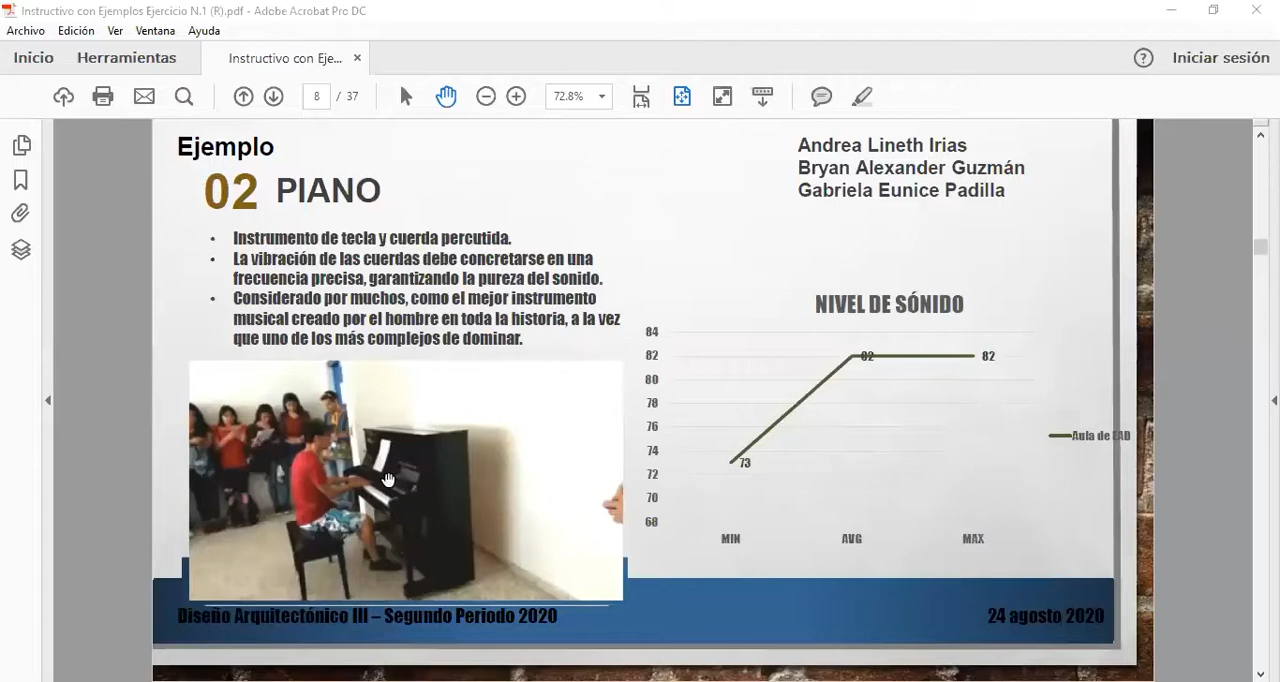 Instructivo con Ejemplos Ejercicio N.1 (R).pdf - Adobe Acrobat Pro DC
Archivo Edición Ver Ventana Ayuda
Inicio Herramientas Instructivo con Eje... × Iniciar sesión
8 / 37 72.8%
Ejemplo
02 PIANO
Andrea Lineth Irias
Bryan Alexander Guzmán
Gabriela Eunice Padilla
• Instrumento de tecla y cuerda percutida.
• La vibración de las cuerdas debe concretarse en una
frecuencia precisa, garantizando la pureza del sonido.
• Considerado por muchos, como el mejor instrumento
musical creado por el hombre en toda la historia, a la vez
que uno de los más complejos de dominar.
NIVEL DE SÓNIDO
84
82
80
78
76
74
72
70
68
73
82
82
MIN AVG MAX
Aula de EAD
Diseño Arquitectónico III – Segundo Periodo 2020
24 agosto 2020